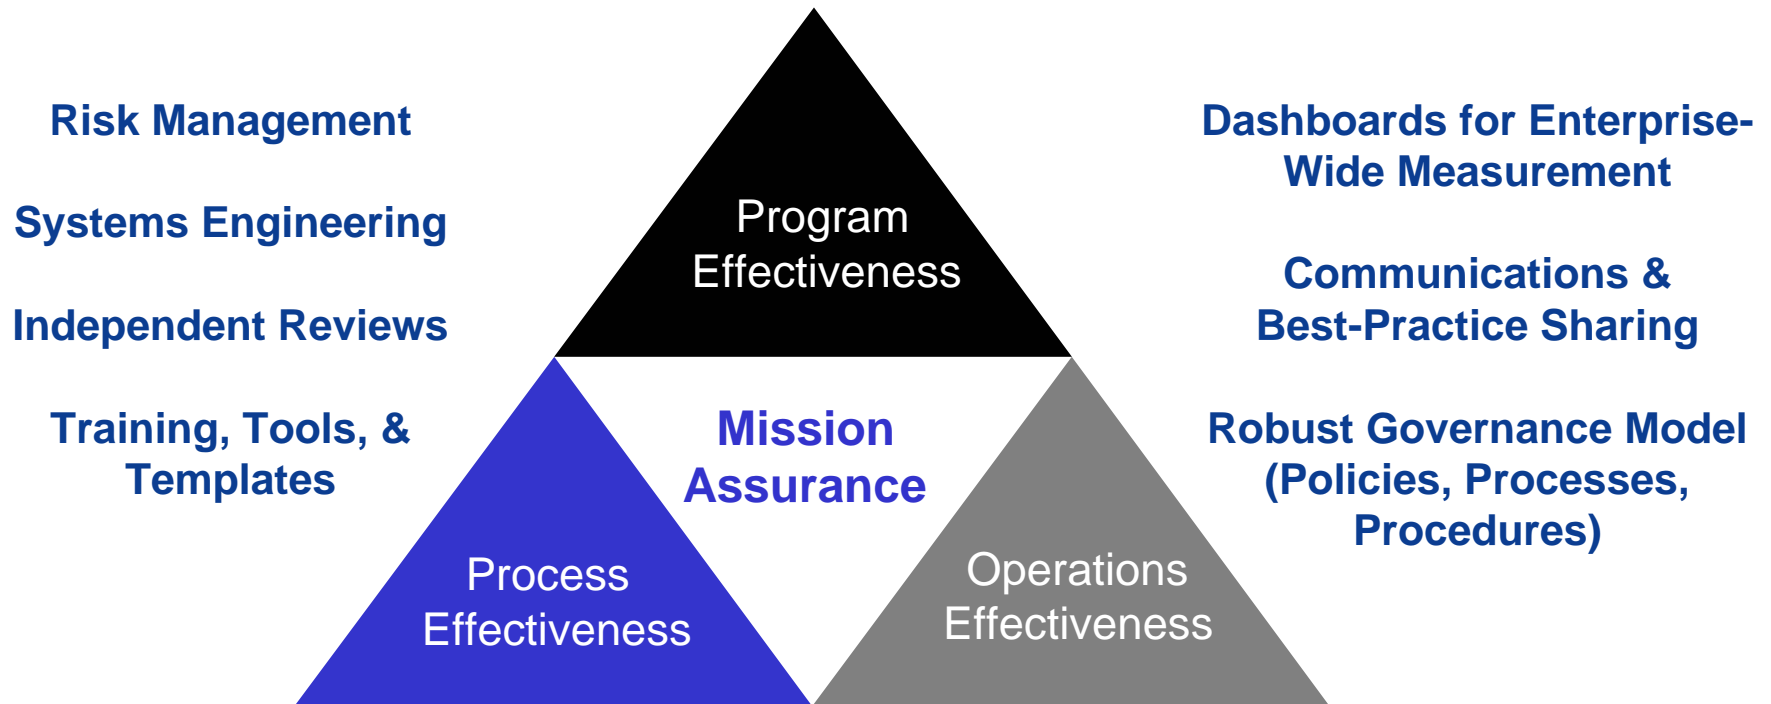 Risk Management
Systems Engineering
Independent Reviews
Training, Tools, &
Templates
Program
Effectiveness
Mission
Assurance
Process
Effectiveness
Operations
Effectiveness
Dashboards for Enterprise-
Wide Measurement
Communications &
Best-Practice Sharing
Robust Governance Model
(Policies, Processes,
Procedures)